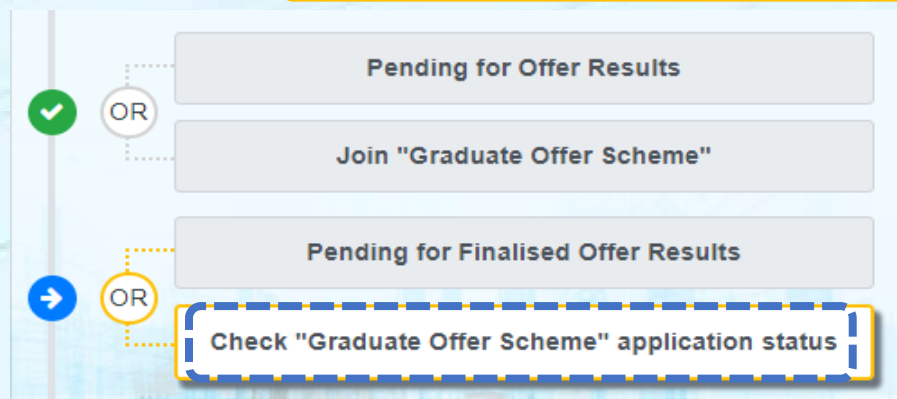 Pending for Offer Results
OR
Join "Graduate Offer Scheme"
Pending for Finalised Offer Results
OR
Check "Graduate Offer Scheme" application status